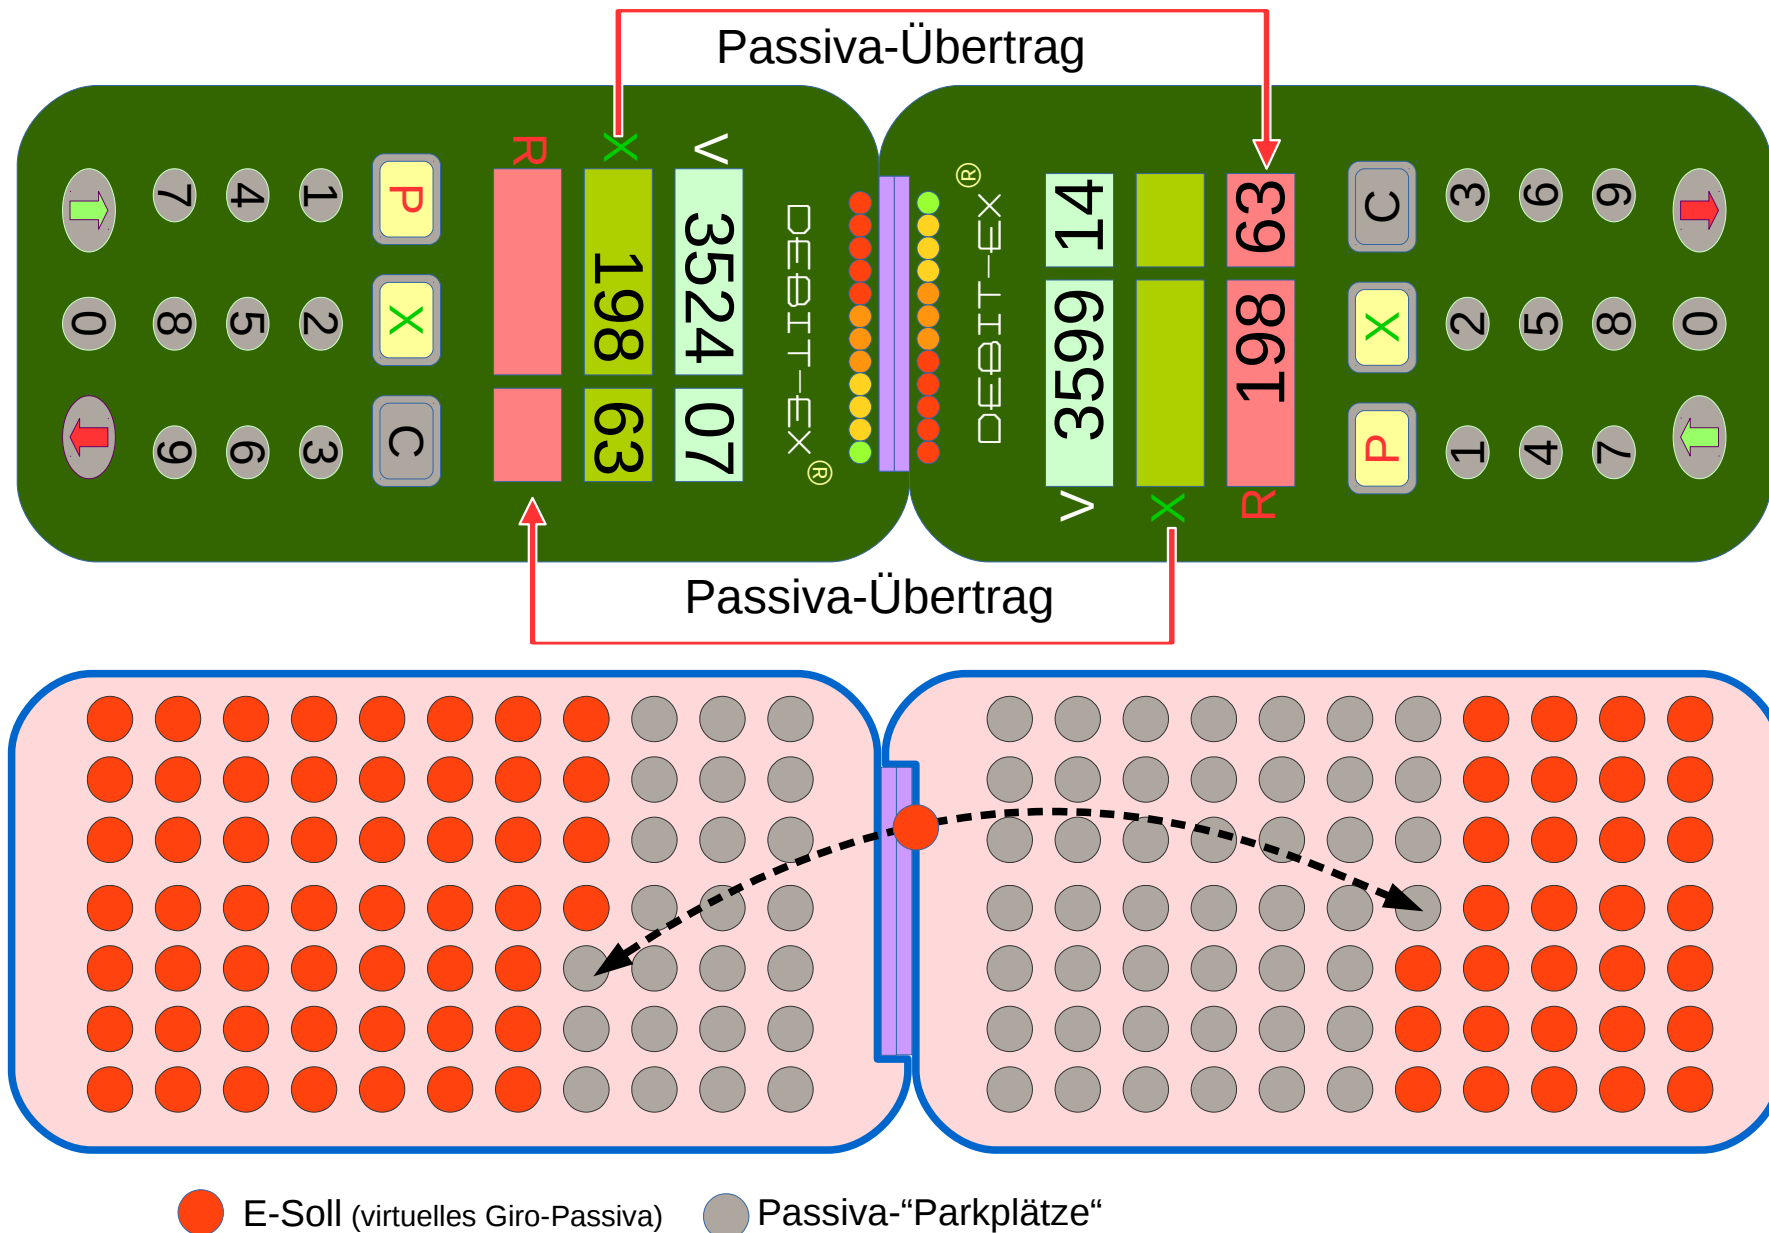 Passiva-Übertrag
R X V
3524 07
198 63
DEBIT-EX®
P X C
1 2 3
4 5 6
7 8 9
0
DEBIT-EX®
V X R
3599 14
198 63
P X C
1 2 3
4 5 6
7 8 9
0
Passiva-Übertrag
E-Soll (virtuelles Giro-Passiva)
Passiva-“Parkplätze“